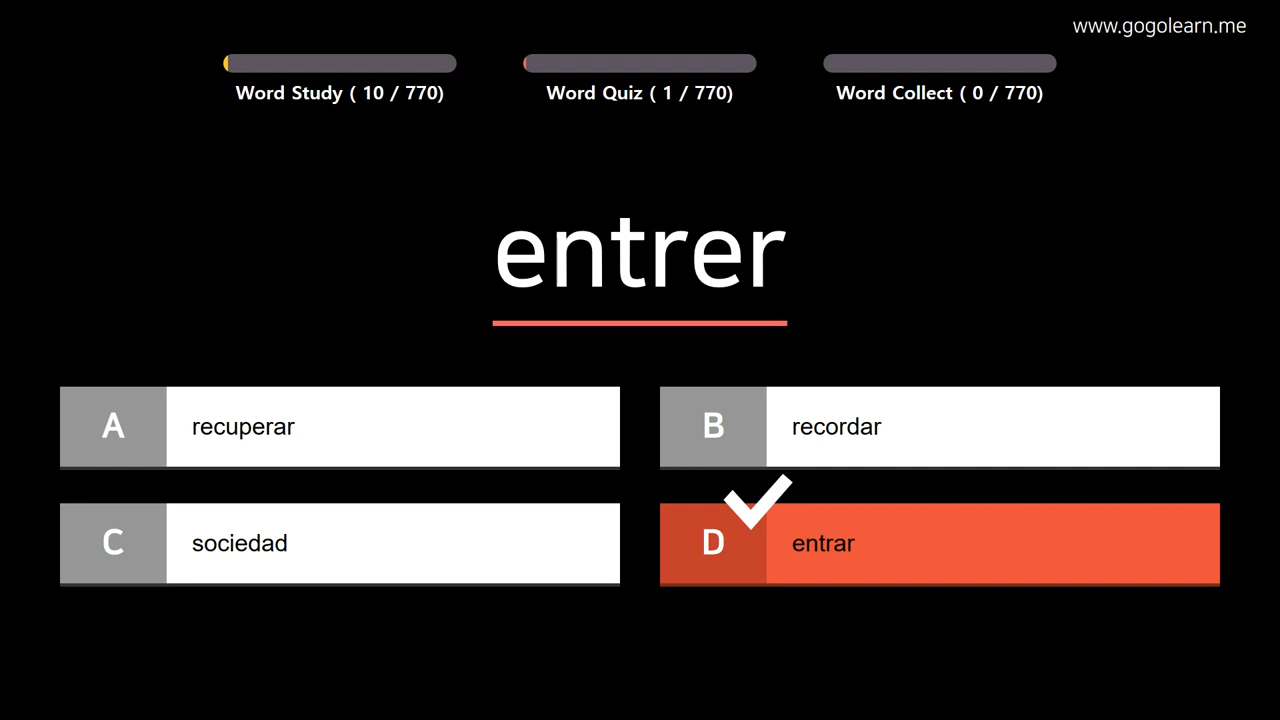 www.gogolearn.me
Word Study ( 10 / 770)
Word Quiz ( 1 / 770)
Word Collect ( 0 / 770)
entrer
A recuperar
B recordar
C sociedad
D entrar